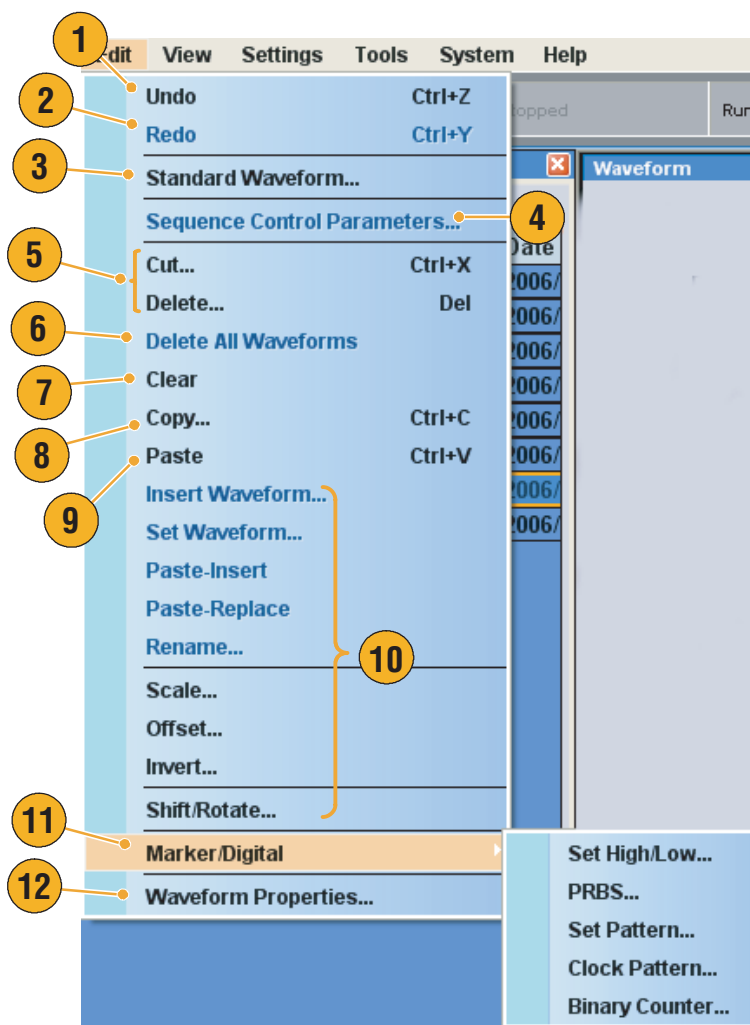 1
Edit View Settings Tools System Help
Undo Ctrl+Z
2
Redo Ctrl+Y
Run
Waveform
3
Standard Waveform...
Sequence Control Parameters...
4
Date
5
Cut... Ctrl+X
2006/
Delete... Del
2006/
6
Delete All Waveforms
2006/
7
Clear
2006/
8
Copy... Ctrl+C
2006/
9
Paste Ctrl+V
2006/
Insert Waveform...
2006/
Set Waveform...
2006/
Paste-Insert
Paste-Replace
Rename...
10
Scale...
Offset...
Invert...
Shift/Rotate...
11
Marker/Digital
12
Waveform Properties...
Set High/Low...
PRBS...
Set Pattern...
Clock Pattern...
Binary Counter...